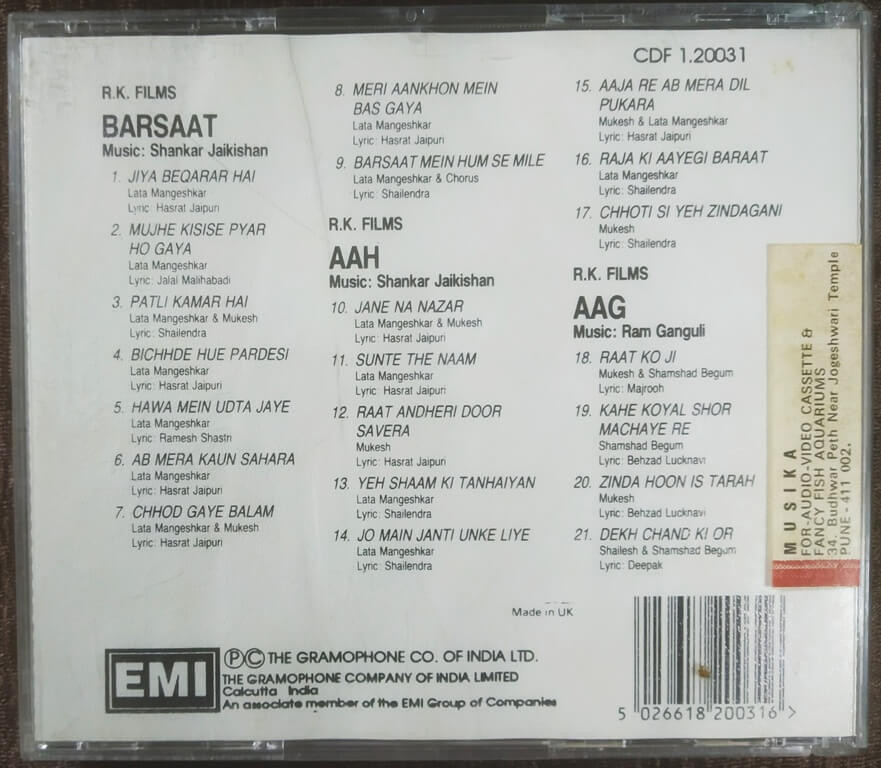 CDF 1.20031
R.K. FILMS
BARSAAT
Music: Shankar Jaikishan
1. JIYA BEQARAR HAI
Lata Mangeshkar
Lyric: Hasrat Jaipuri
2. MUJHE KISISE PYAR
HO GAYA
Lata Mangeshkar
Lyric: Jalal Malihabadi
3. PATLI KAMAR HAI
Lata Mangeshkar & Mukesh
Lyric: Shailendra
4. BICHHDE HUE PARDESI
Lata Mangeshkar
Lyric: Hasrat Jaipuri
5. HAWA MEIN UDTA JAYE
Lata Mangeshkar
Lyric: Ramesh Shastri
6. AB MERA KAUN SAHARA
Lata Mangeshkar
Lyric: Hasrat Jaipuri
7. CHHOD GAYE BALAM
Lata Mangeshkar & Mukesh
Lyric: Hasrat Jaipuri
8. MERI AANKHON MEIN
BAS GAYA
Lata Mangeshkar
Lyric: Hasrat Jaipuri
9. BARSAAT MEIN HUM SE MILE
Lata Mangeshkar & Chorus
Lyric: Shailendra
R.K. FILMS
AAH
Music: Shankar Jaikishan
10. JANE NA NAZAR
Lata Mangeshkar & Mukesh
Lyric: Hasrat Jaipuri
11. SUNTE THE NAAM
Lata Mangeshkar
Lyric: Hasrat Jaipuri
12. RAAT ANDHERI DOOR
SAVERA
Mukesh
Lyric: Hasrat Jaipuri
13. YEH SHAAM KI TANHAIYAN
Lata Mangeshkar
Lyric: Shailendra
14. JO MAIN JANTI UNKE LIYE
Lata Mangeshkar
Lyric: Shailendra
15. AAJA RE AB MERA DIL
PUKARA
Mukesh & Lata Mangeshkar
Lyric: Hasrat Jaipuri
16. RAJA KI AAYEGI BARAAT
Lata Mangeshkar
Lyric: Shailendra
17. CHHOTI SI YEH ZINDAGANI
Mukesh
Lyric: Shailendra
R.K. FILMS
AAG
Music: Ram Ganguli
18. RAAT KO JI
Mukesh & Shamshad Begum
Lyric: Majrooh
19. KAHE KOYAL SHOR
MACHAYE RE
Shamshad Begum
Lyric: Behzad Lucknavi
20. ZINDA HOON IS TARAH
Mukesh
Lyric: Behzad Lucknavi
21. DEKH CHAND KI OR
Shailesh & Shamshad Begum
Lyric: Deepak
MUSIKA
FOR-AUDIO-VIDEO CASSETTE &
FANCY FISH AQUARIUMS
34, Budhwar Peth Near Jogeshwari Temple
PUNE-411 002.
Made in UK
EMI
ⓅⒸ THE GRAMOPHONE CO. OF INDIA LTD.
THE GRAMOPHONE COMPANY OF INDIA LIMITED
Calcutta India
An associate member of the EMI Group of Companies
5 026618 200316 >